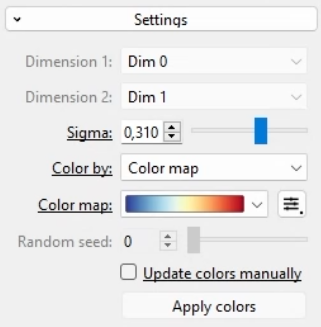 Settings
Dimension 1: Dim 0
Dimension 2: Dim 1
Sigma: 0,310
Color by: Color map
Color map:
Random seed: 0
Update colors manually
Apply colors